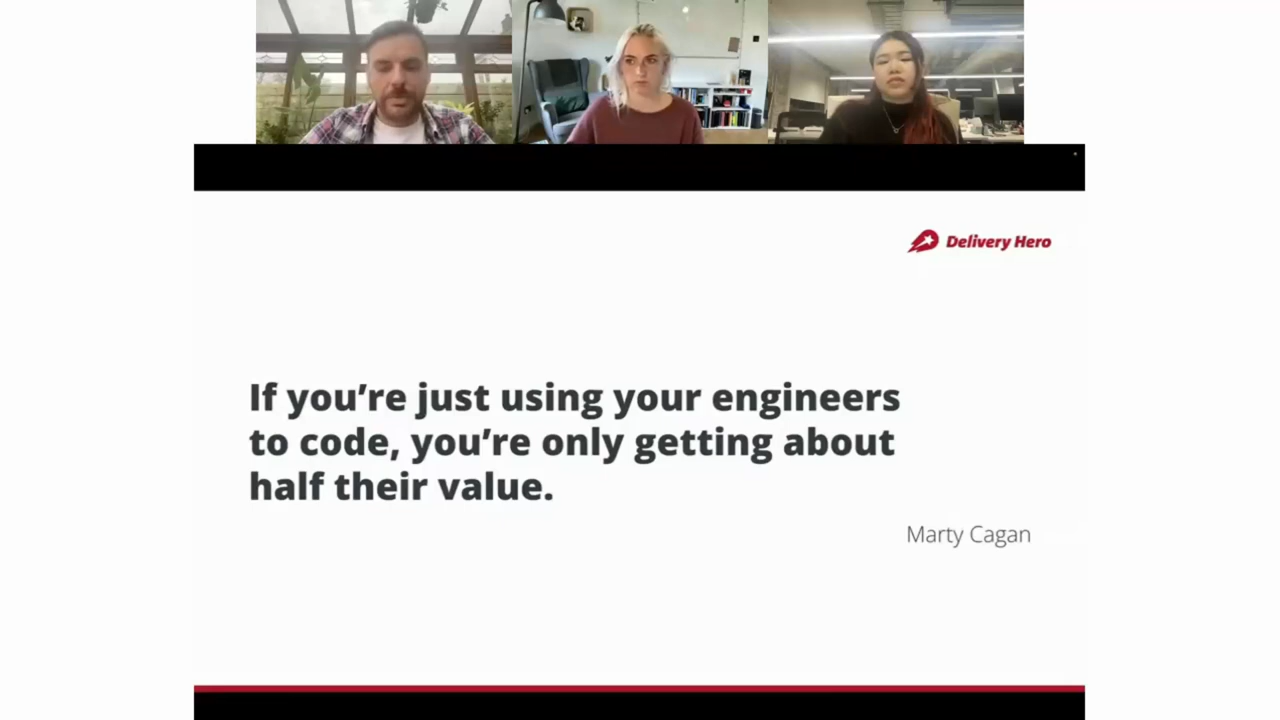 Delivery Hero
If you’re just using your engineers
to code, you’re only getting about
half their value.
Marty Cagan